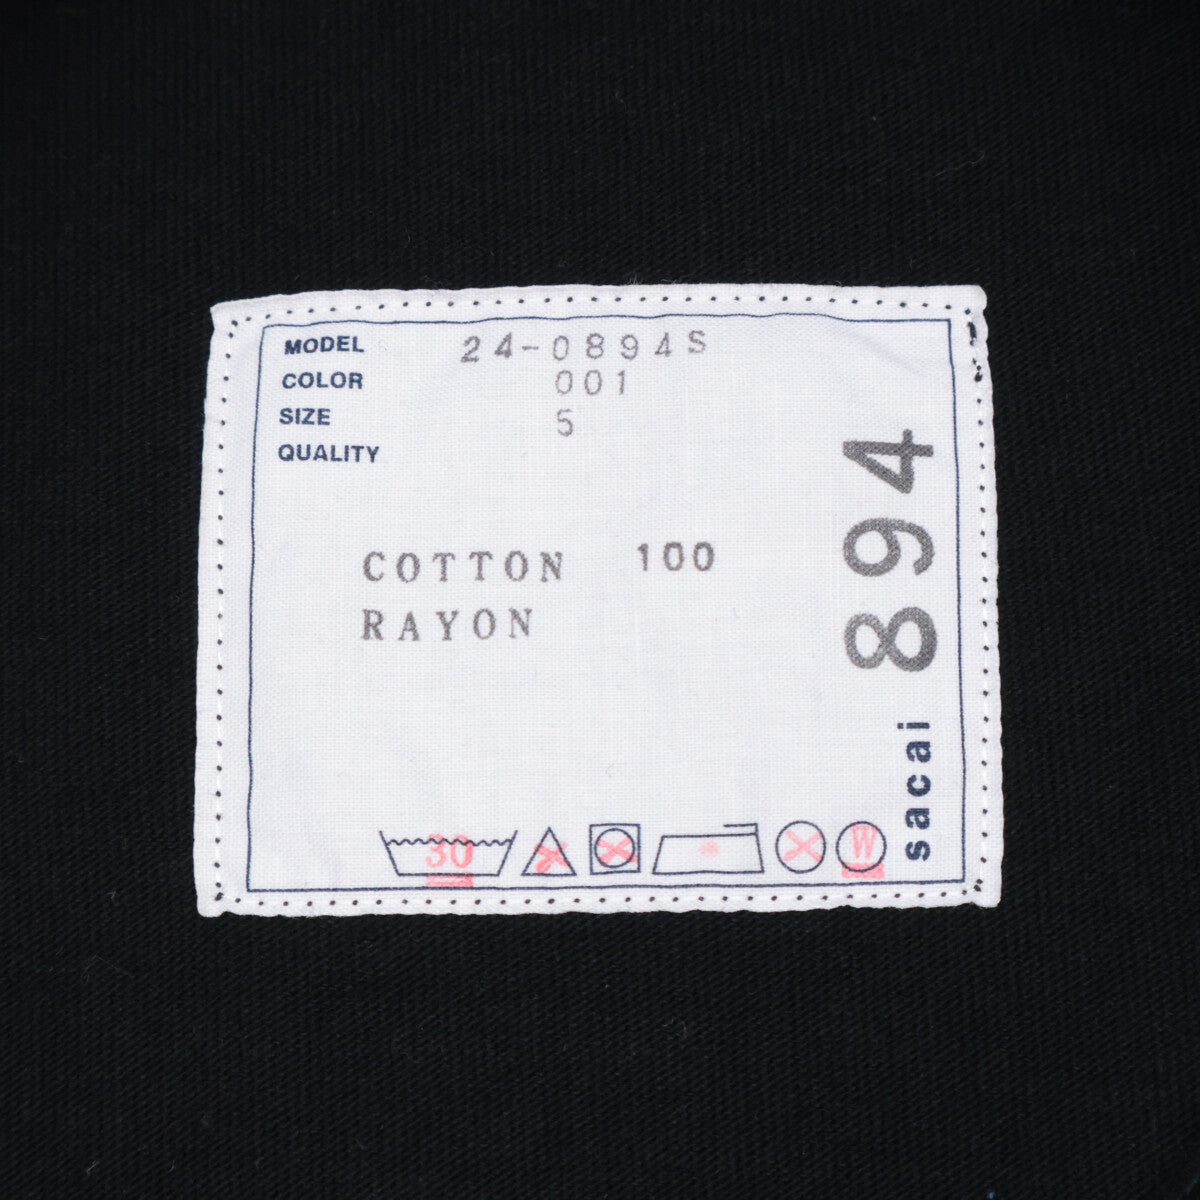 MODEL 24-0894S
COLOR 001
SIZE 5
QUALITY
COTTON 100
RAYON
30
W
sacai 894